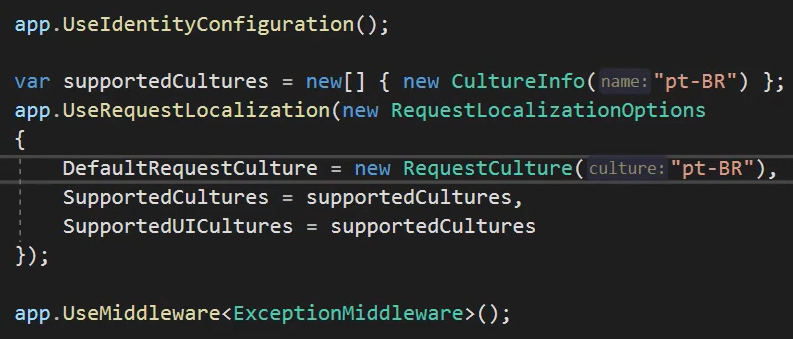 app.UseIdentityConfiguration();
var supportedCultures = new[] { new CultureInfo( name: "pt-BR") };
app.UseRequestLocalization(new RequestLocalizationOptions
{
DefaultRequestCulture = new RequestCulture( culture: "pt-BR"),
SupportedCultures = supportedCultures,
SupportedUICultures = supportedCultures
});
app.UseMiddleware<ExceptionMiddleware>();